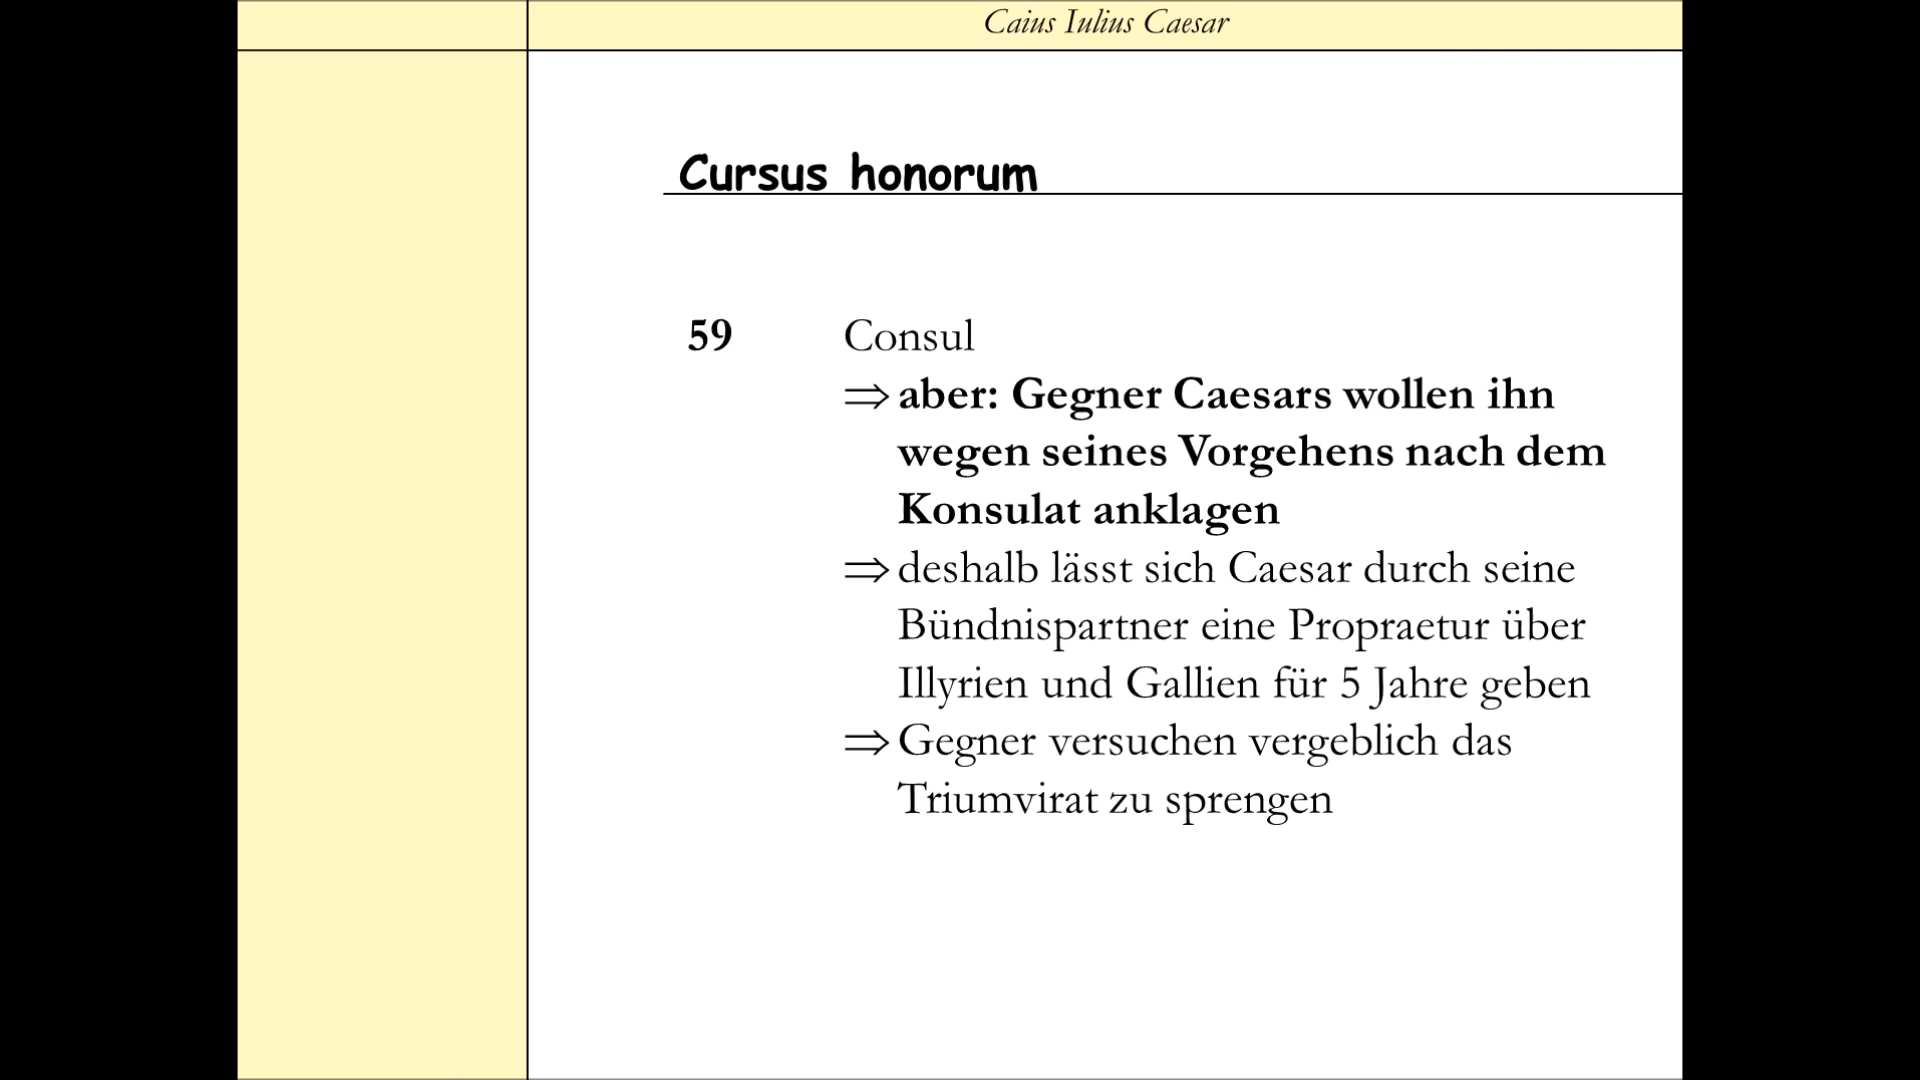 Caius Iulius Caesar
Cursus honorum
59 Consul
⇒ aber: Gegner Caesars wollen ihn
wegen seines Vorgehens nach dem
Konsulat anklagen
⇒ deshalb lässt sich Caesar durch seine
Bündnispartner eine Propraetur über
Illyrien und Gallien für 5 Jahre geben
⇒ Gegner versuchen vergeblich das
Triumvirat zu sprengen